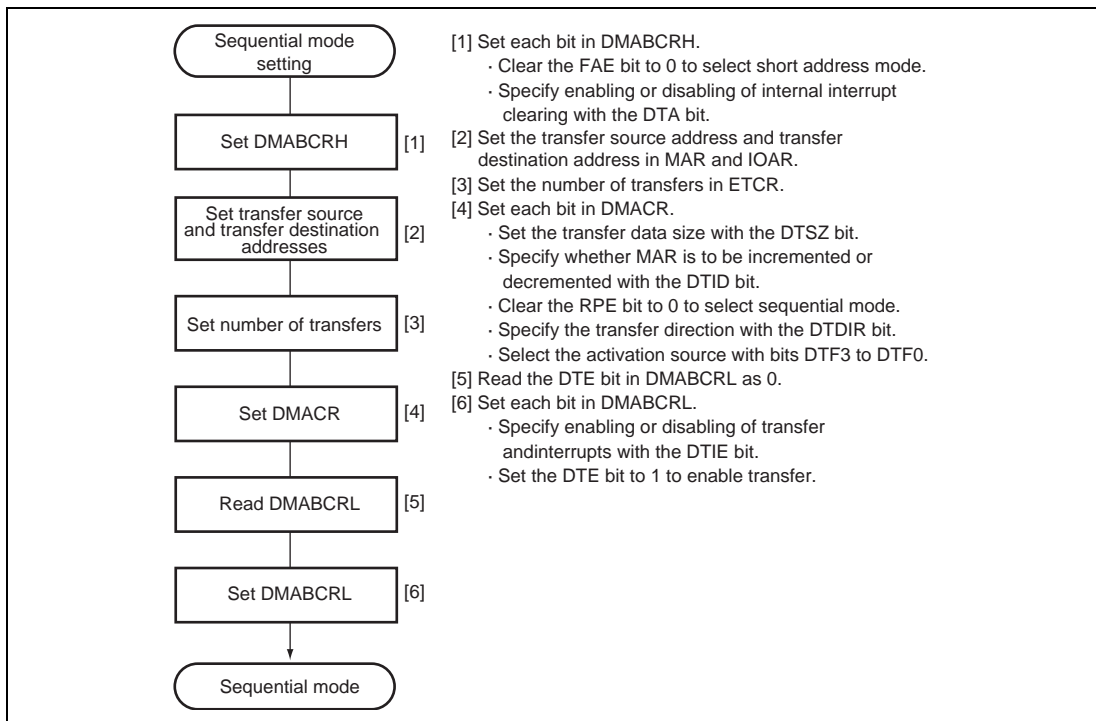 Sequential mode
setting
Set DMABCRH
[1]
Set transfer source
and transfer destination
addresses
[2]
Set number of transfers
[3]
Set DMACR
[4]
Read DMABCRL
[5]
Set DMABCRL
[6]
Sequential mode
[1] Set each bit in DMABCRH.
· Clear the FAE bit to 0 to select short address mode.
· Specify enabling or disabling of internal interrupt
clearing with the DTA bit.
[2] Set the transfer source address and transfer
destination address in MAR and IOAR.
[3] Set the number of transfers in ETCR.
[4] Set each bit in DMACR.
· Set the transfer data size with the DTSZ bit.
· Specify whether MAR is to be incremented or
decremented with the DTID bit.
· Clear the RPE bit to 0 to select sequential mode.
· Specify the transfer direction with the DTDIR bit.
· Select the activation source with bits DTF3 to DTF0.
[5] Read the DTE bit in DMABCRL as 0.
[6] Set each bit in DMABCRL.
· Specify enabling or disabling of transfer
andinterrupts with the DTIE bit.
· Set the DTE bit to 1 to enable transfer.